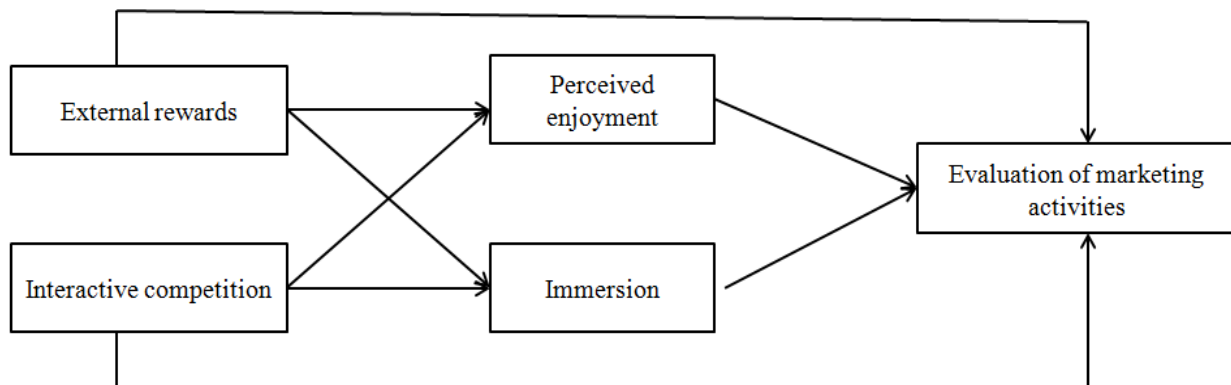 External rewards
Perceived
enjoyment
Evaluation of marketing
activities
Interactive competition
Immersion